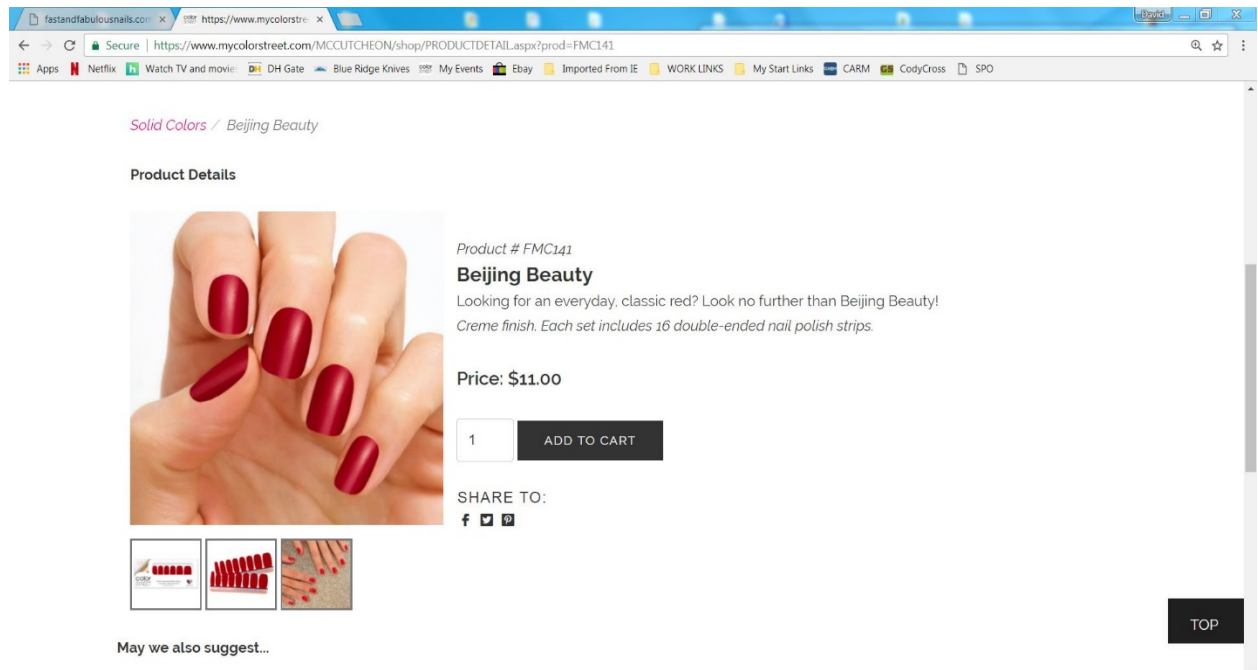 David
fastandfabulousnails.com
https://www.mycolorstre
Secure | https://www.mycolorstreet.com/MCCUTCHEON/shop/PRODUCTDETAIL.aspx?prod=FMC141
Apps Netflix Watch TV and movie DH Gate Blue Ridge Knives My Events Ebay Imported From IE WORK LINKS My Start Links CARM CodyCross SPO
Solid Colors / Beijing Beauty
Product Details
Product # FMC141
Beijing Beauty
Looking for an everyday, classic red? Look no further than Beijing Beauty!
Creme finish. Each set includes 16 double-ended nail polish strips.
Price: $11.00
1 ADD TO CART
SHARE TO:
color
TOP
May we also suggest...